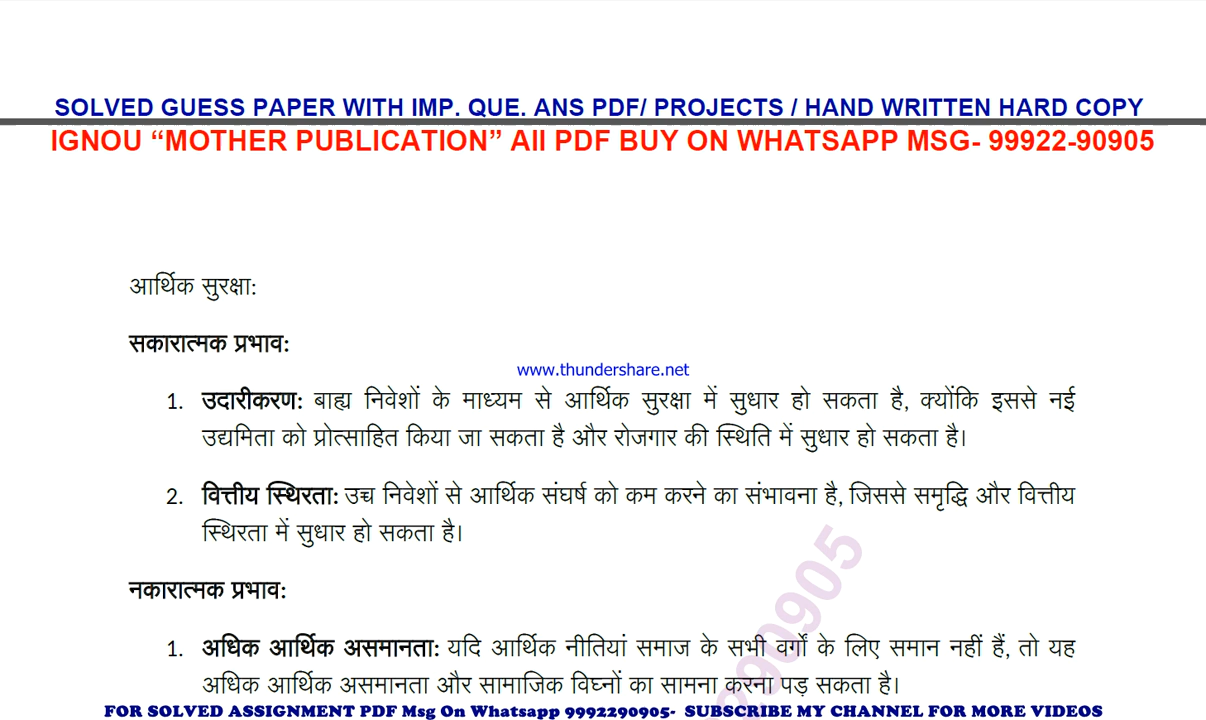 SOLVED GUESS PAPER WITH IMP. QUE. ANS PDF/ PROJECTS / HAND WRITTEN HARD COPY
IGNOU “MOTHER PUBLICATION” All PDF BUY ON WHATSAPP MSG- 99922-90905
आर्थिक सुरक्षा:
सकारात्मक प्रभाव:
www.thundershare.net
1. उदारीकरण: बाह्य निवेशों के माध्यम से आर्थिक सुरक्षा में सुधार हो सकता है, क्योंकि इससे नई
उद्यमिता को प्रोत्साहित किया जा सकता है और रोजगार की स्थिति में सुधार हो सकता है।
2. वित्तीय स्थिरता: उच्च निवेशों से आर्थिक संघर्ष को कम करने का संभावना है, जिससे समृद्धि और वित्तीय
स्थिरता में सुधार हो सकता है।
नकारात्मक प्रभाव:
1. अधिक आर्थिक असमानता: यदि आर्थिक नीतियां समाज के सभी वर्गों के लिए समान नहीं हैं, तो यह
अधिक आर्थिक असमानता और सामाजिक विघ्नों का सामना करना पड़ सकता है।
FOR SOLVED ASSIGNMENT PDF Msg On Whatsapp 9992290905- SUBSCRIBE MY CHANNEL FOR MORE VIDEOS